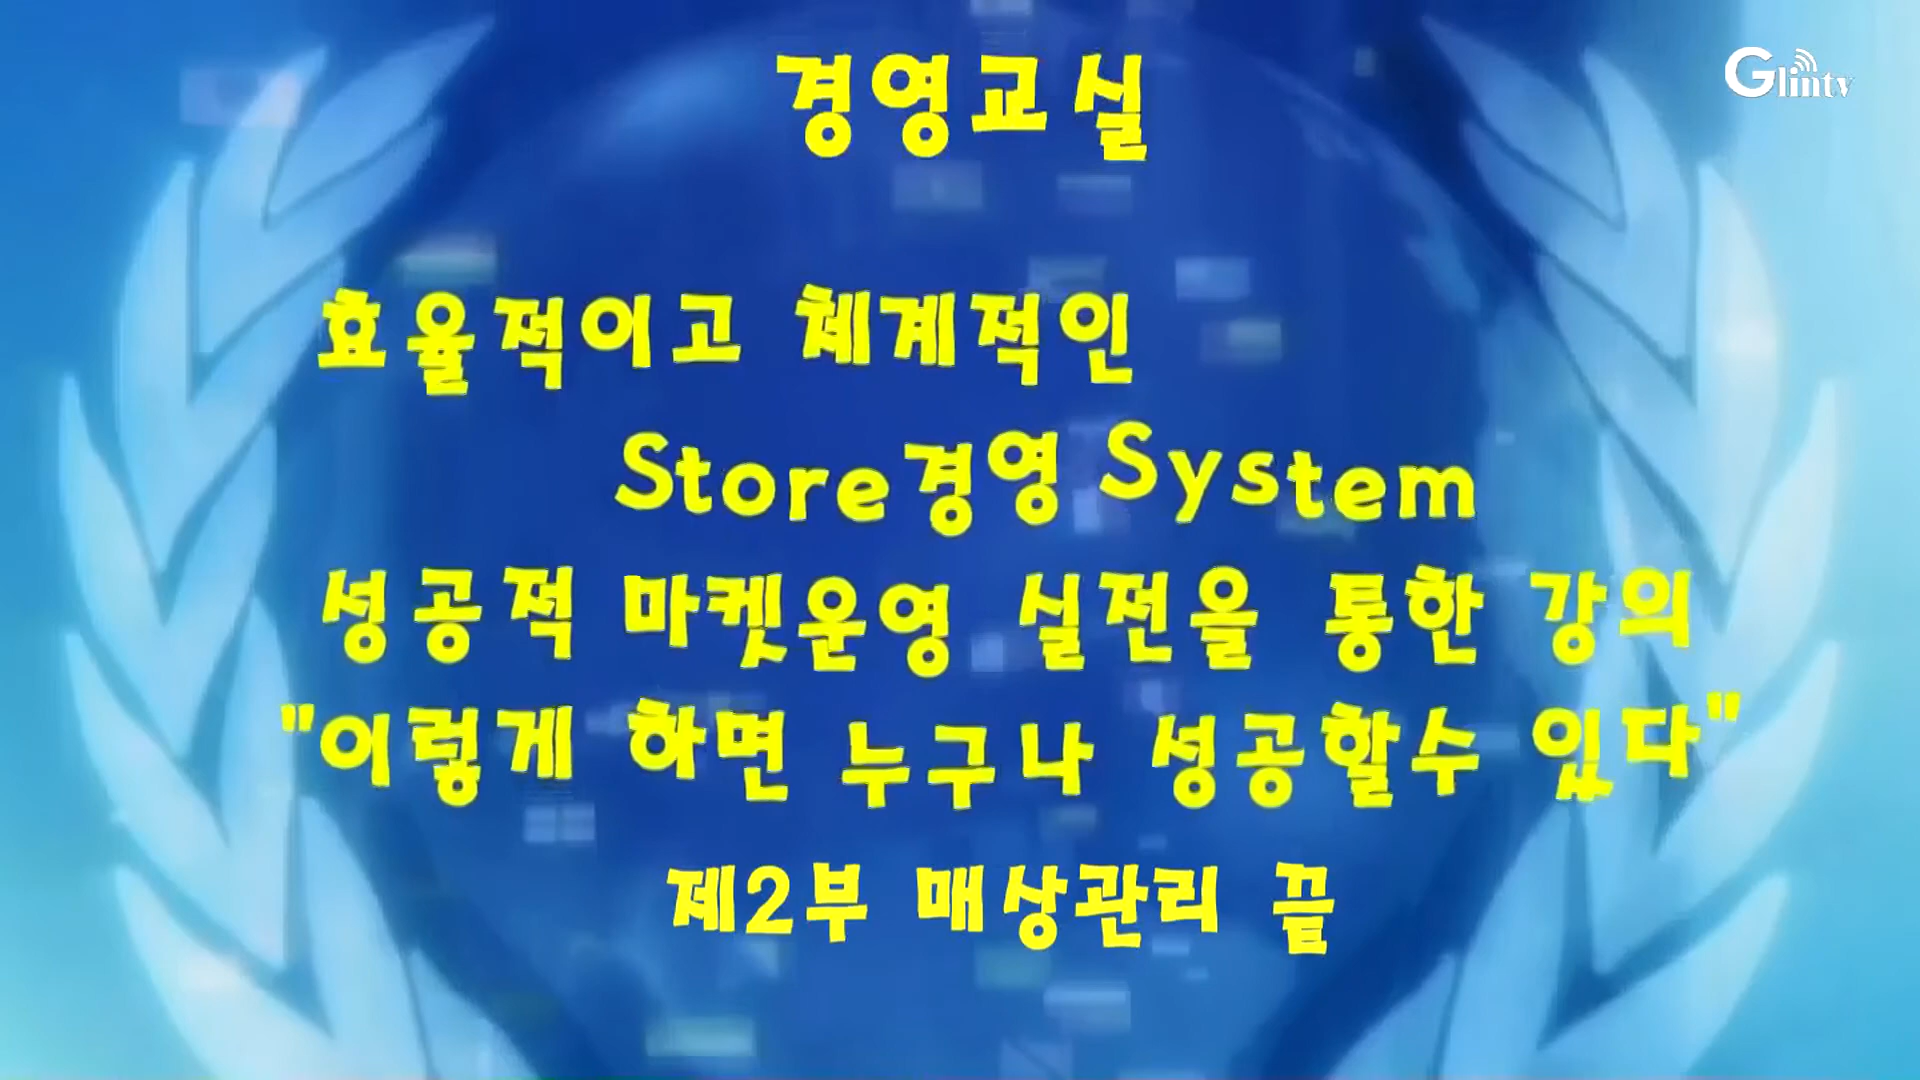 Glintv
경영교실
효율적이고 체계적인
Store경영 System
성공적 마켓운영 실전을 통한 강의
"이렇게 하면 누구나 성공할수 있다"
제2부 매상관리 끝